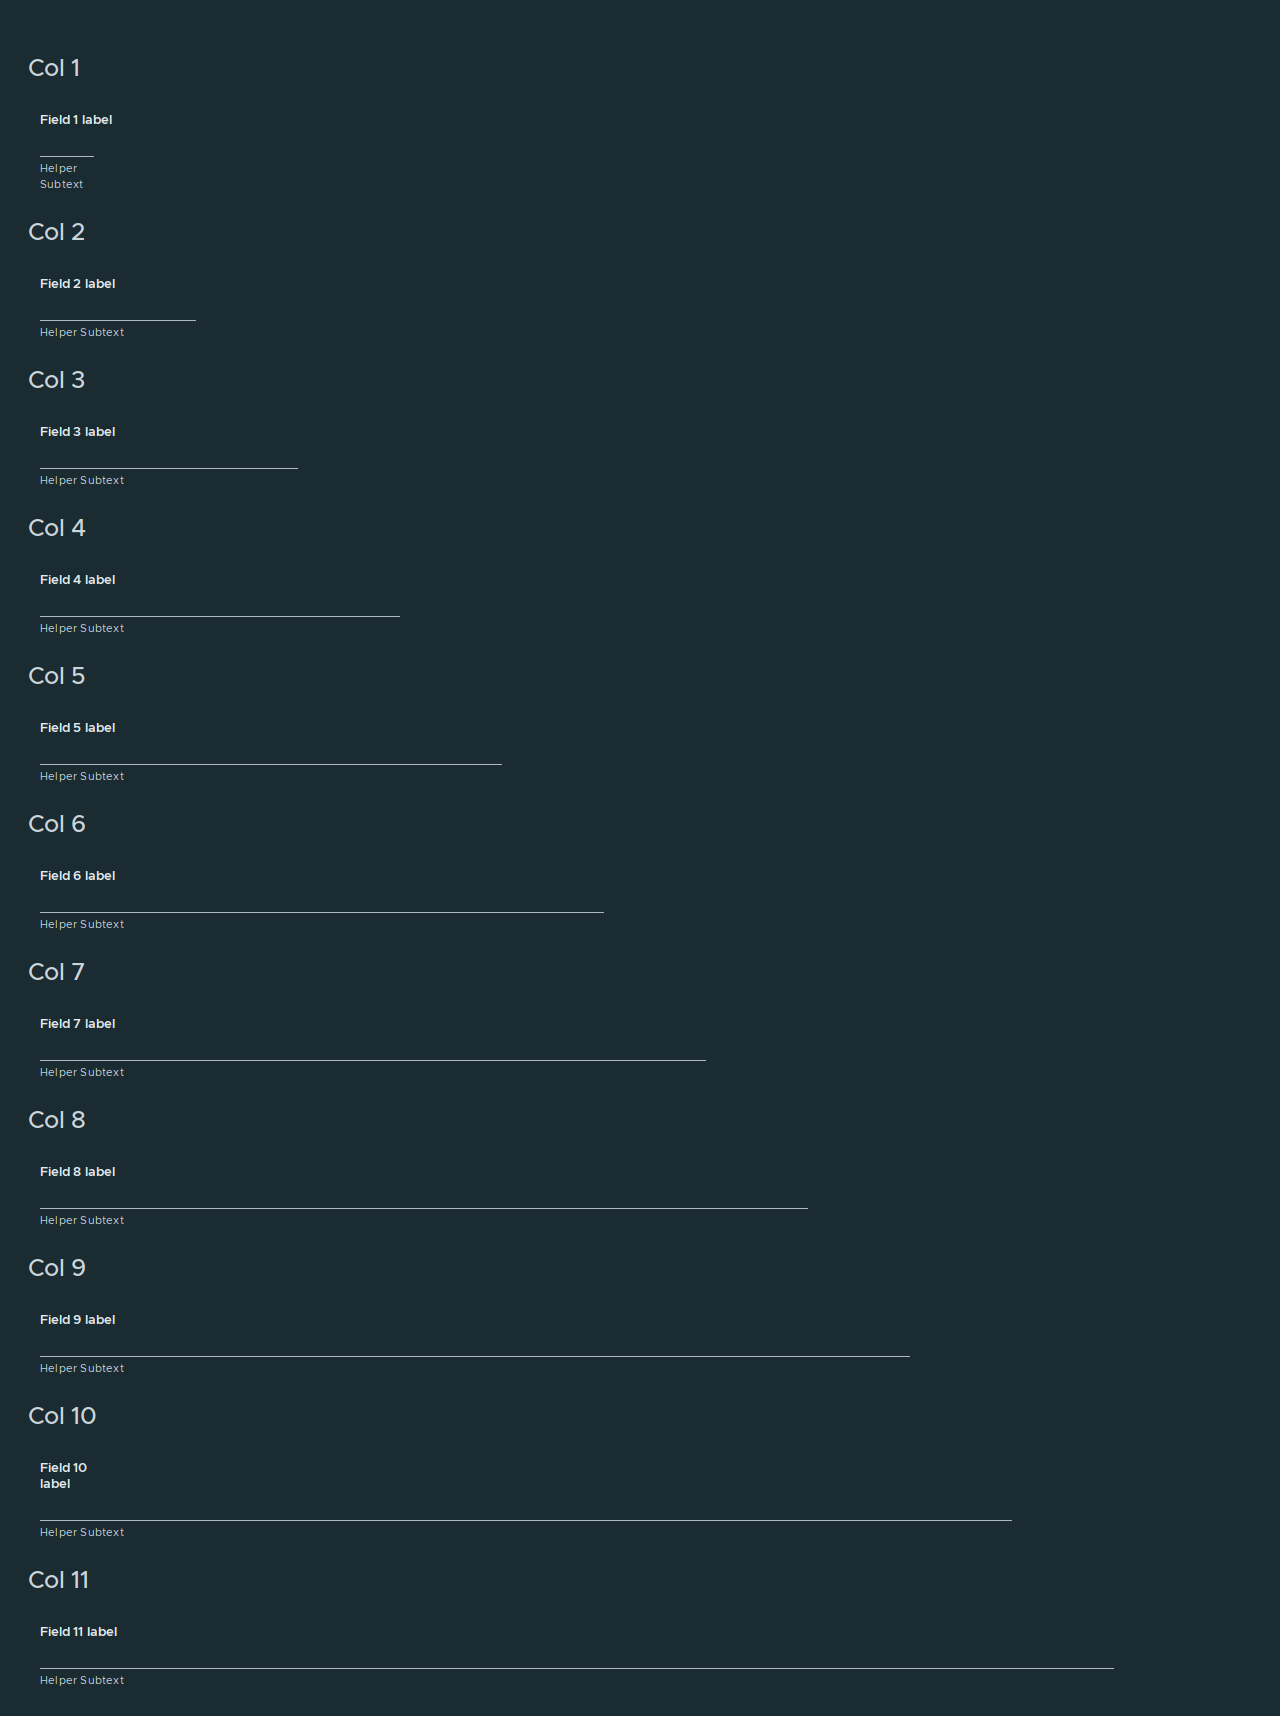 Col 1
Field 1 label
Helper
Subtext
Col 2
Field 2 label
Helper Subtext
Col 3
Field 3 label
Helper Subtext
Col 4
Field 4 label
Helper Subtext
Col 5
Field 5 label
Helper Subtext
Col 6
Field 6 label
Helper Subtext
Col 7
Field 7 label
Helper Subtext
Col 8
Field 8 label
Helper Subtext
Col 9
Field 9 label
Helper Subtext
Col 10
Field 10
label
Helper Subtext
Col 11
Field 11 label
Helper Subtext